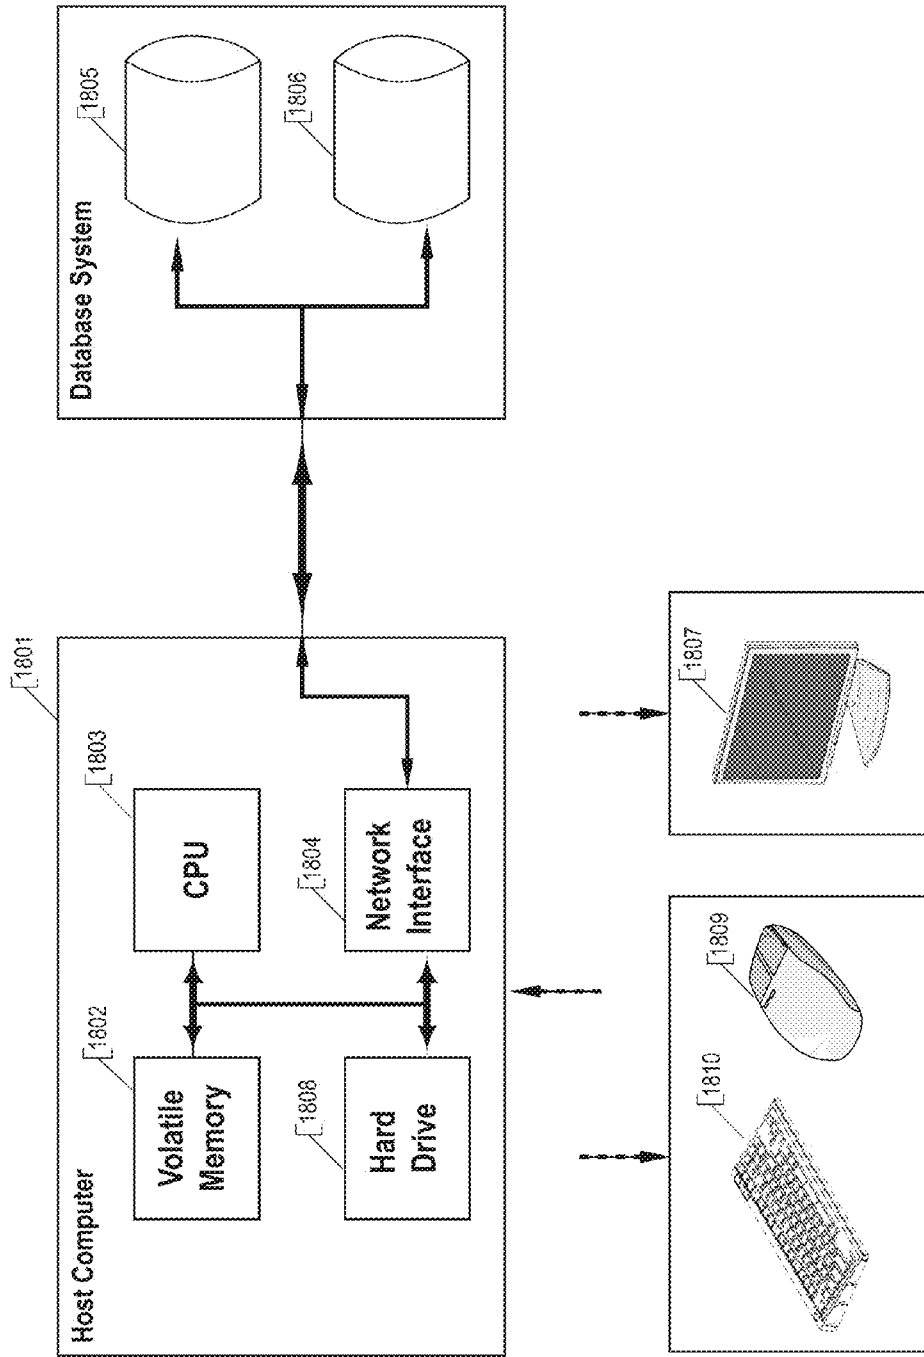 Host Computer
1801
Volatile
Memory
1802
CPU
1803
Hard
Drive
1808
Network
Interface
1804
Database System
1805
1806
1810
1809
1807